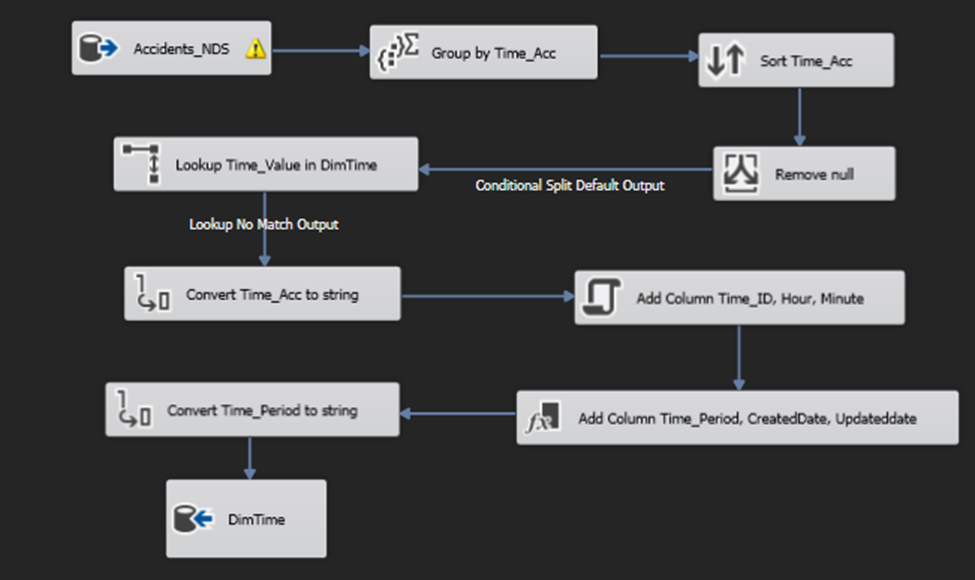 Accidents_NDS
Group by Time_Acc
Sort Time_Acc
Remove null
Conditional Split Default Output
Lookup Time_Value in DimTime
Lookup No Match Output
Convert Time_Acc to string
Add Column Time_ID, Hour, Minute
Add Column Time_Period, CreatedDate, Updateddate
Convert Time_Period to string
DimTime